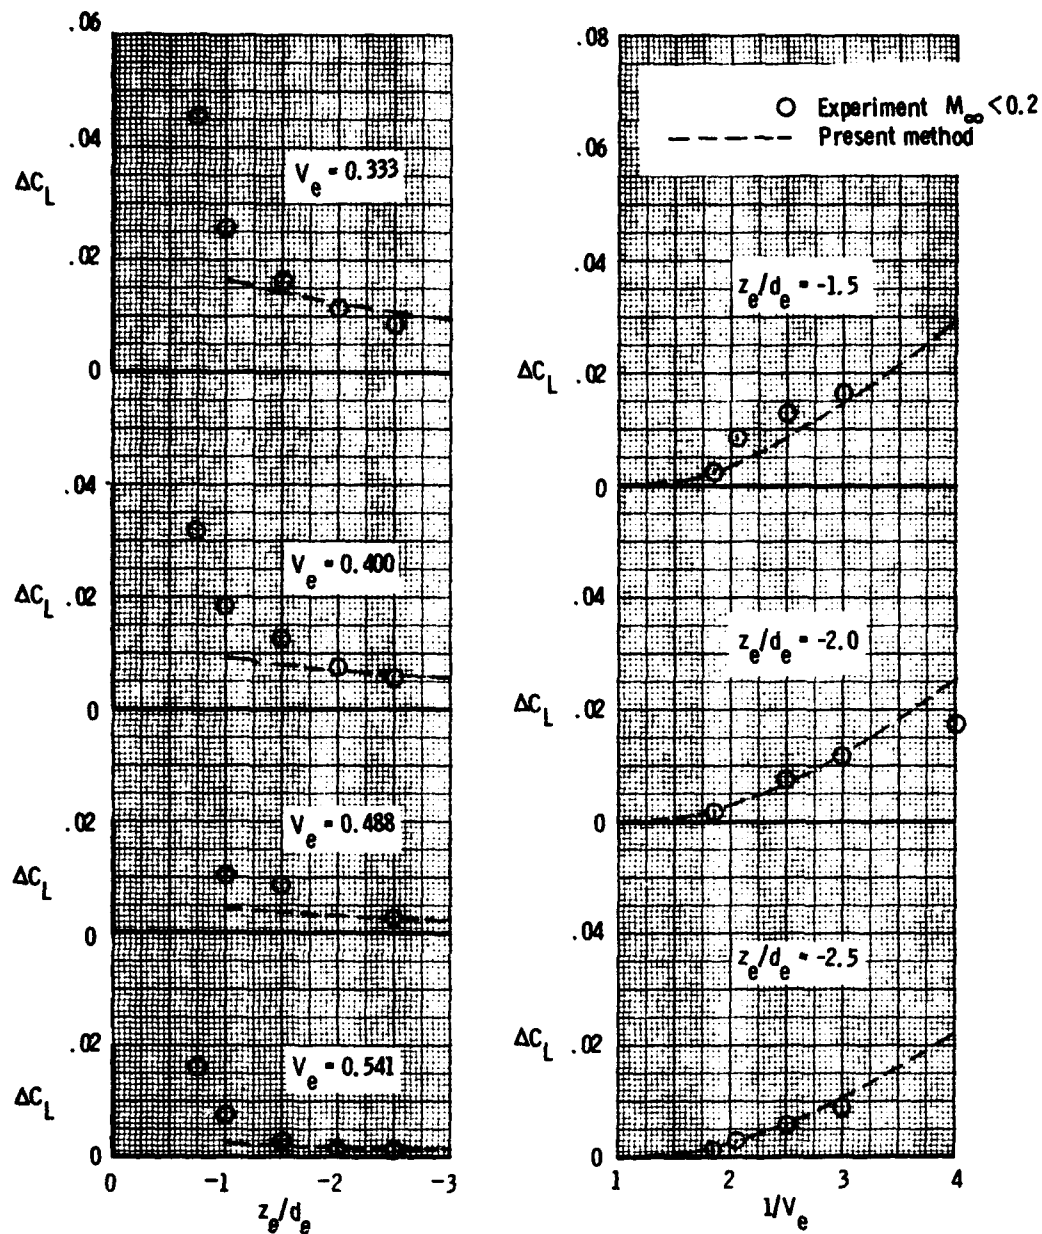 .06
.04
ΔC_L
V_e = 0.333
.02
0
.04
V_e = 0.400
ΔC_L .02
0
.02
V_e = 0.488
ΔC_L
0
.02
V_e = 0.541
ΔC_L
0
0 -1 -2 -3
z_e/d_e
.08
O Experiment M_∞ < 0.2
--- Present method
.06
.04
z_e/d_e = -1.5
ΔC_L .02
0
.04
z_e/d_e = -2.0
ΔC_L .02
0
.04
z_e/d_e = -2.5
ΔC_L .02
0
1 2 3 4
1/V_e